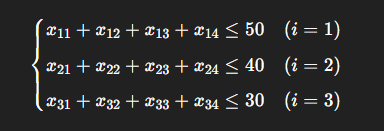 x₁₁ + x₁₂ + x₁₃ + x₁₄ ≤ 50 (i = 1)
x₂₁ + x₂₂ + x₂₃ + x₂₄ ≤ 40 (i = 2)
x₃₁ + x₃₂ + x₃₃ + x₃₄ ≤ 30 (i = 3)